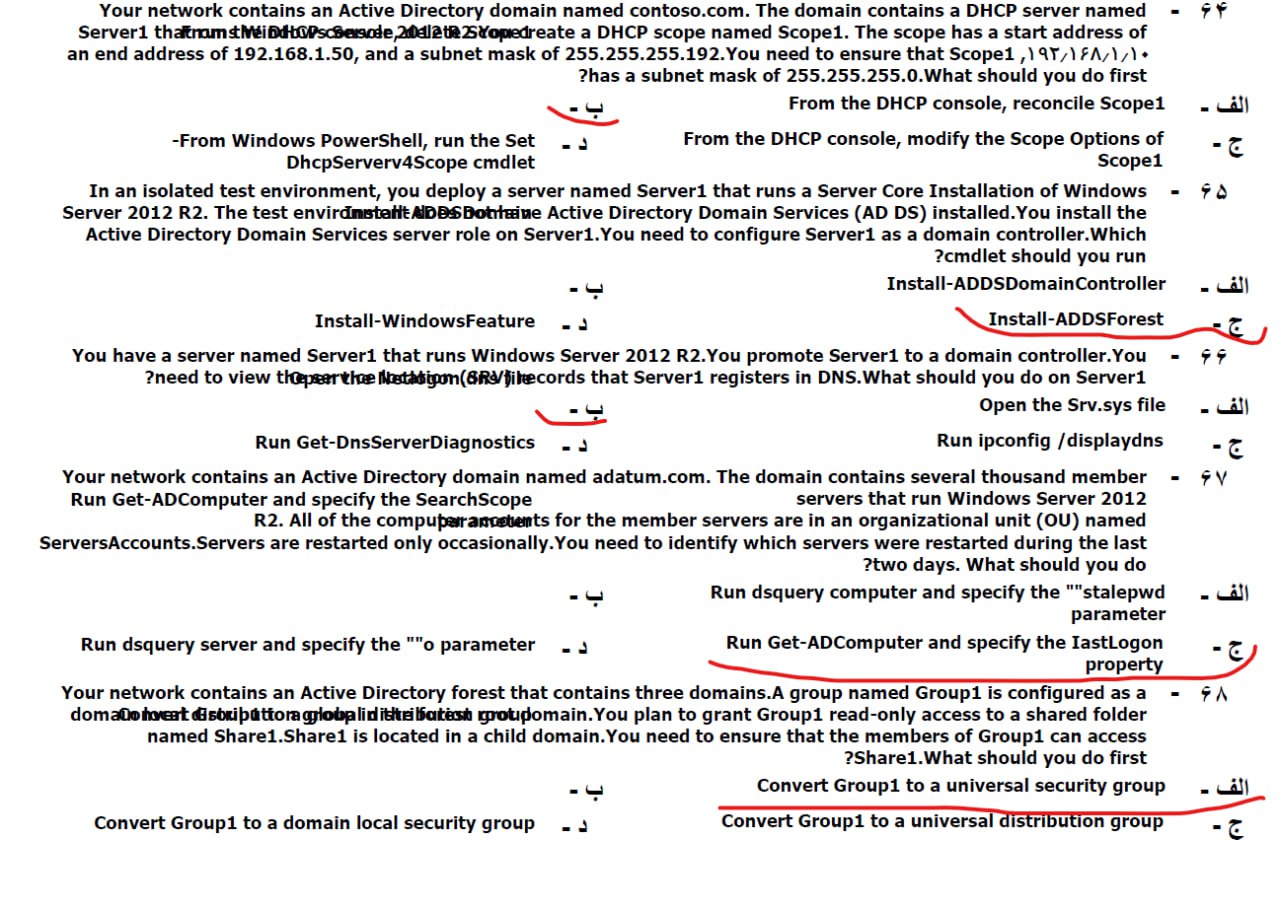 ۶۴ - Your network contains an Active Directory domain named contoso.com. The domain contains a DHCP server named
Server1 that runs Windows Server 2012 R2.You create a DHCP scope named Scope1. The scope has a start address of
۱۹۲٫۱۶۸٫۱٫۱۰, an end address of 192.168.1.50, and a subnet mask of 255.255.255.192.You need to ensure that Scope1
has a subnet mask of 255.255.255.0.What should you do first?
الف - From the DHCP console, reconcile Scope1
ب - From the DHCP console, delete Scope1
ج - From the DHCP console, modify the Scope Options of
Scope1
د - From Windows PowerShell, run the Set-
DhcpServerv4Scope cmdlet
۶۵ - In an isolated test environment, you deploy a server named Server1 that runs a Server Core Installation of Windows
Server 2012 R2. The test environment does not have Active Directory Domain Services (AD DS) installed.You install the
Active Directory Domain Services server role on Server1.You need to configure Server1 as a domain controller.Which
cmdlet should you run?
الف - Install-ADDSDomainController
ب - Install-ADDSDomain
ج - Install-ADDSForest
د - Install-WindowsFeature
۶۶ - You have a server named Server1 that runs Windows Server 2012 R2.You promote Server1 to a domain controller.You
need to view the service location (SRV) records that Server1 registers in DNS.What should you do on Server1?
الف - Open the Srv.sys file
ب - Open the Netlogon.dns file
ج - Run ipconfig /displaydns
د - Run Get-DnsServerDiagnostics
۶۷ - Your network contains an Active Directory domain named adatum.com. The domain contains several thousand member
servers that run Windows Server 2012
R2. All of the computer accounts for the member servers are in an organizational unit (OU) named
ServersAccounts.Servers are restarted only occasionally.You need to identify which servers were restarted during the last
two days. What should you do?
الف - Run dsquery computer and specify the ""stalepwd
parameter
ب - Run Get-ADComputer and specify the SearchScope
parameter
ج - Run Get-ADComputer and specify the IastLogon
property
د - Run dsquery server and specify the ""o parameter
۶۸ - Your network contains an Active Directory forest that contains three domains.A group named Group1 is configured as a
domain local distribution group in the forest root domain.You plan to grant Group1 read-only access to a shared folder
named Share1.Share1 is located in a child domain.You need to ensure that the members of Group1 can access
Share1.What should you do first?
الف - Convert Group1 to a universal security group
ب - Convert Group1 to a global distribution group
ج - Convert Group1 to a universal distribution group
د - Convert Group1 to a domain local security group